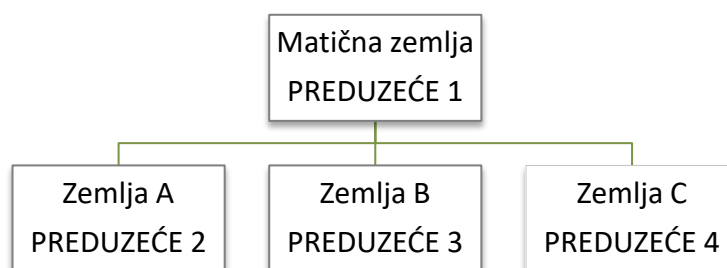 Matična zemlja
PREDUZEĆE 1
Zemlja A
PREDUZEĆE 2
Zemlja B
PREDUZEĆE 3
Zemlja C
PREDUZEĆE 4